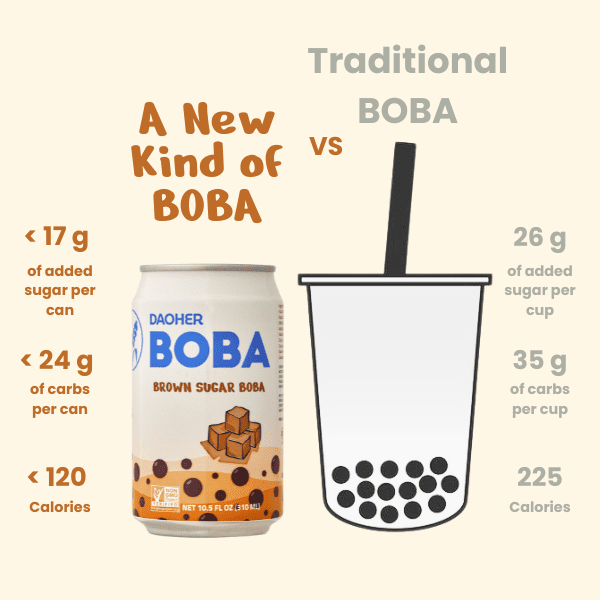 Traditional
BOBA
A New
Kind of
BOBA
VS
< 17 g
of added
sugar per
can
< 24 g
of carbs
per can
< 120
Calories
DAOHER
BOBA
BROWN SUGAR BOBA
NON
GMO
NET 10.5 FL OZ (310 ML)
26 g
of added
sugar per
cup
35 g
of carbs
per cup
225
Calories